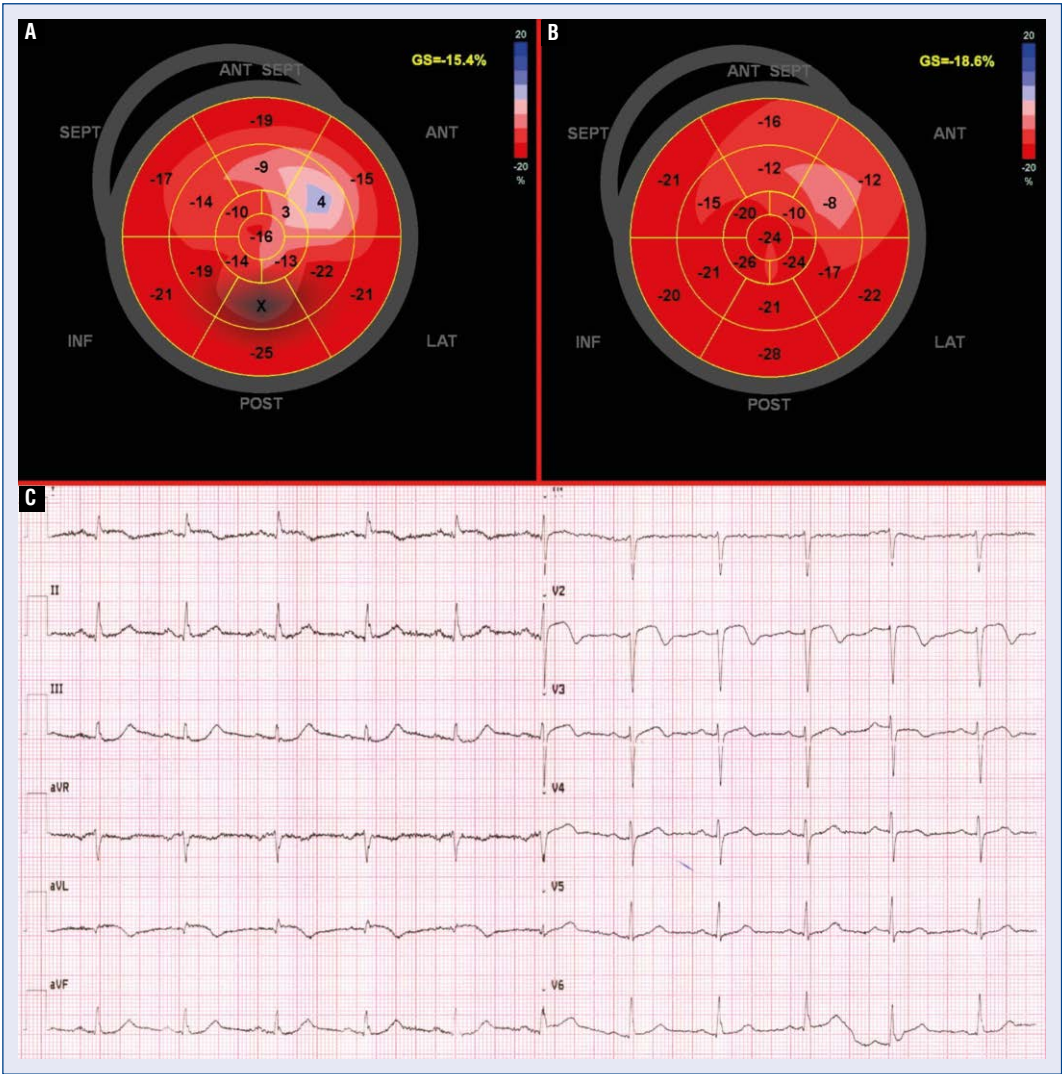 A
GS=-15.4%
20
-20
%
ANT SEPT
SEPT
ANT
-19
-9
-17
-15
-14
4
-10
3
-16
-19
-14
-13
-22
-21
X
-21
INF
LAT
-25
POST
B
GS=-18.6%
20
-20
%
ANT SEPT
SEPT
ANT
-16
-12
-21
-12
-15
-8
-20
-10
-24
-21
-26
-24
-17
-20
-21
-22
INF
LAT
-28
POST
C
II
V2
III
V3
aVR
V4
aVL
V5
aVF
V6